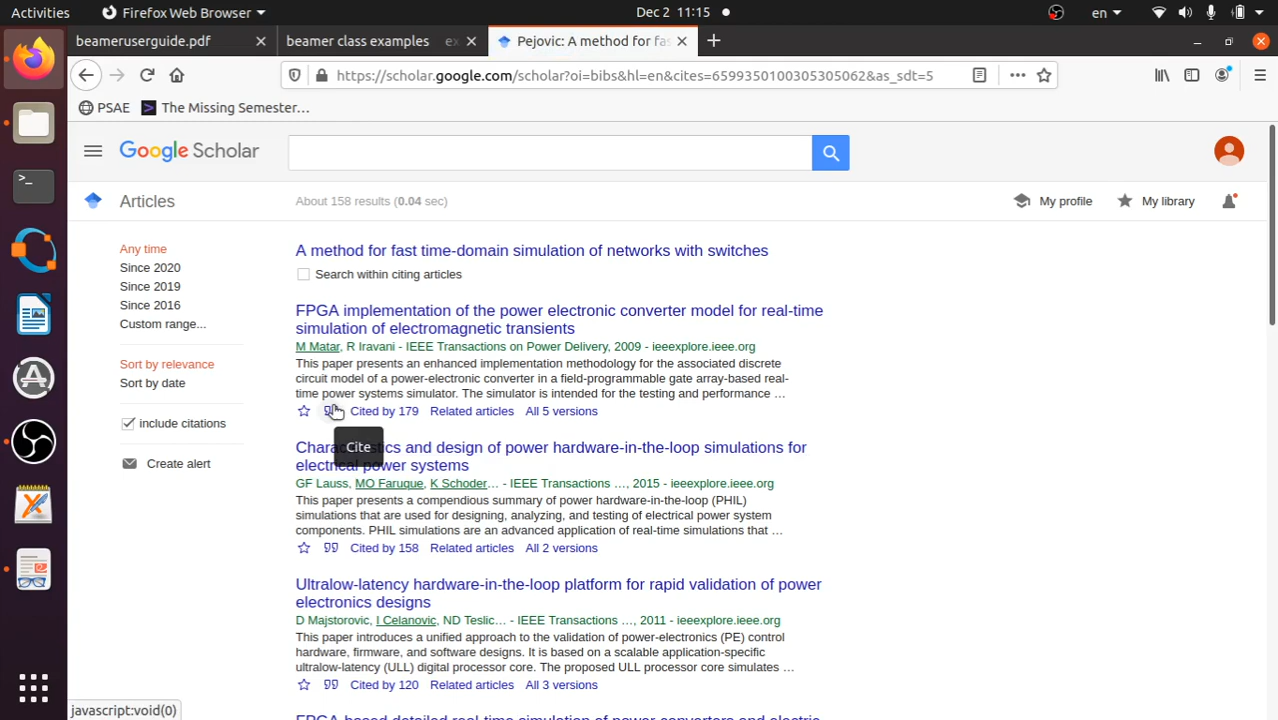 Activities Firefox Web Browser Dec 2 11:15 en
beameruserguide.pdf beamer class examples ex Pejovic: A method for fas
https://scholar.google.com/scholar?oi=bibs&hl=en&cites=6599350100305305062&as_sdt=5
PSAE The Missing Semester...
Google Scholar
Articles About 158 results (0.04 sec) My profile My library
Any time
Since 2020
Since 2019
Since 2016
Custom range...
Sort by relevance
Sort by date
include citations
Create alert
A method for fast time-domain simulation of networks with switches
Search within citing articles
FPGA implementation of the power electronic converter model for real-time
simulation of electromagnetic transients
M Matar, R Iravani - IEEE Transactions on Power Delivery, 2009 - ieeexplore.ieee.org
This paper presents an enhanced implementation methodology for the associated discrete
circuit model of a power-electronic converter in a field-programmable gate array-based real-
time power systems simulator. The simulator is intended for the testing and performance …
Cited by 179 Related articles All 5 versions
Cite
Characteristics and design of power hardware-in-the-loop simulations for
electrical power systems
GF Lauss, MO Faruque, K Schoder… - IEEE Transactions …, 2015 - ieeexplore.ieee.org
This paper presents a compendious summary of power hardware-in-the-loop (PHIL)
simulations that are used for designing, analyzing, and testing of electrical power system
components. PHIL simulations are an advanced application of real-time simulations that …
Cited by 158 Related articles All 2 versions
Ultralow-latency hardware-in-the-loop platform for rapid validation of power
electronics designs
D Majstorovic, I Celanovic, ND Teslic… - IEEE Transactions …, 2011 - ieeexplore.ieee.org
This paper introduces a unified approach to the validation of power-electronics (PE) control
hardware, firmware, and software designs. It is based on a scalable application-specific
ultralow-latency (ULL) digital processor core. The proposed ULL processor core simulates …
Cited by 120 Related articles All 3 versions
FPGA-based detailed real-time simulation of power converters and electric
javascript:void(0)